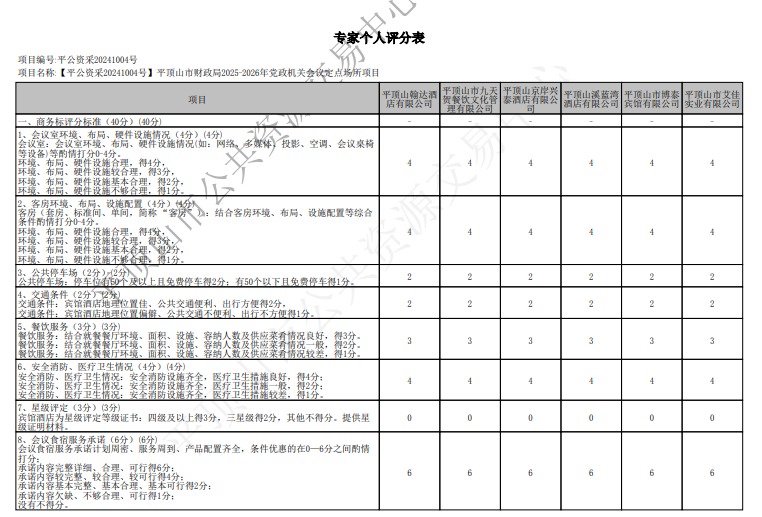 专家个人评分表
项目编号:平公资采20241004号
项目名称:【平公资采20241004号】平顶山市财政局2025-2026年党政机关会议定点场所项目
项目
平顶山翰达酒
店有限公司
平顶山市九天
贺餐饮文化管
理有限公司
平顶山京岸兴
泰酒店有限公
司
平顶山溪蓝湾
酒店有限公司
平顶山市博泰
宾馆有限公司
平顶山市艾佳
实业有限公司
一、商务标评分标准（40分）(40分)
- - - - - -
1、会议室环境、布局、硬件设施情况（4分）(4分)
会议室：会议室环境、布局、硬件设施情况(如：网络、多媒体、投影、空调、会议桌椅
等设备)等酌情打分0-4分。
环境、布局、硬件设施合理，得4分，
环境、布局、硬件设施较合理，得3分，
环境、布局、硬件设施基本合理，得2分，
环境、布局、硬件设施不够合理，得1分。
4 4 4 4 4 4
2、客房环境、布局、设施配置（4分）(4分)
客房（套房、标准间、单间，简称“客房”）：结合客房环境、布局、设施配置等综合
条件酌情打分0-4分。
环境、布局、硬件设施合理，得4分，
环境、布局、硬件设施较合理，得3分，
环境、布局、硬件设施基本合理，得2分，
环境、布局、硬件设施不够合理，得1分。
4 4 4 4 4 4
3、公共停车场（2分）(2分)
公共停车场：停车位有50个及以上且免费停车得2分；有50个以下且免费停车得1分。
2 2 2 2 2 2
4、交通条件（2分）(2分)
交通条件：宾馆酒店地理位置佳、公共交通便利、出行方便得2分，
交通条件：宾馆酒店地理位置偏僻、公共交通不便利、出行不方便得1分。
2 2 2 2 2 2
5、餐饮服务（3分）(3分)
餐饮服务：结合就餐餐厅环境、面积、设施、容纳人数及供应菜肴情况良好，得3分。
餐饮服务：结合就餐餐厅环境、面积、设施、容纳人数及供应菜肴情况一般，得2分。
餐饮服务：结合就餐餐厅环境、面积、设施、容纳人数及供应菜肴情况较差，得1分。
3 3 3 3 3 3
6、安全消防、医疗卫生情况（4分）(4分)
安全消防、医疗卫生情况：安全消防设施齐全，医疗卫生措施良好，得4分；
安全消防、医疗卫生情况：安全消防设施齐全，医疗卫生措施一般，得2分；
安全消防、医疗卫生情况：安全消防设施齐全，医疗卫生措施较差，得1分。
4 4 4 4 4 4
7、星级评定（3分）(3分)
宾馆酒店为星级评定等级证书：四级及以上得3分，三星级得2分，其他不得分。提供星
级证明材料。
0 0 0 0 0 0
8、会议食宿服务承诺（6分）(6分)
会议食宿服务承诺计划周密、服务周到、产品配置齐全，条件优惠的在0—6分之间酌情
打分；
承诺内容完整详细、合理、可行得6分；
承诺内容较完整、较合理、较可行得4分；
承诺内容基本完整、基本合理、基本可行得2分；
承诺内容欠缺、不够合理、可行得1分；
没有不得分。
6 6 6 6 6 6
平顶山市公共资源交易中心
平顶山市公共资源交易中心